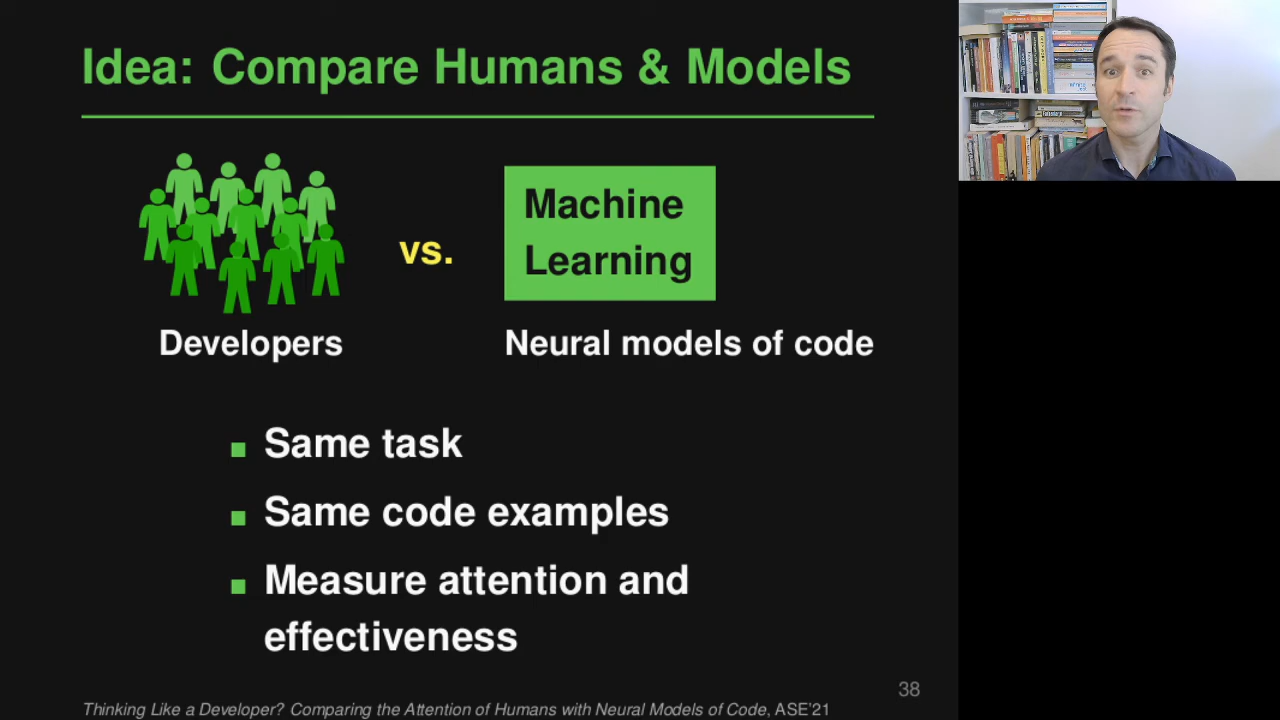 Idea: Compare Humans & Models
Machine
Learning
vs.
Developers
Neural models of code
Same task
Same code examples
Measure attention and
effectiveness
38
Thinking Like a Developer? Comparing the Attention of Humans with Neural Models of Code, ASE'21